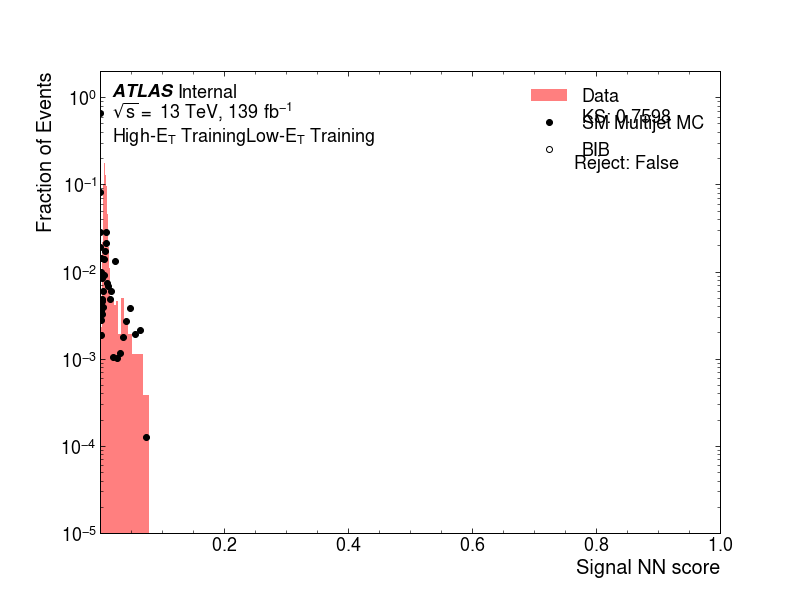 ATLAS Internal
√s = 13 TeV, 139 fb⁻¹
High-E_T TrainingLow-E_T Training
Data
KS: 0.7598
SM Multijet MC
BIB
Reject: False
Fraction of Events
10⁰
10⁻¹
10⁻²
10⁻³
10⁻⁴
10⁻⁵
0.2 0.4 0.6 0.8 1.0
Signal NN score